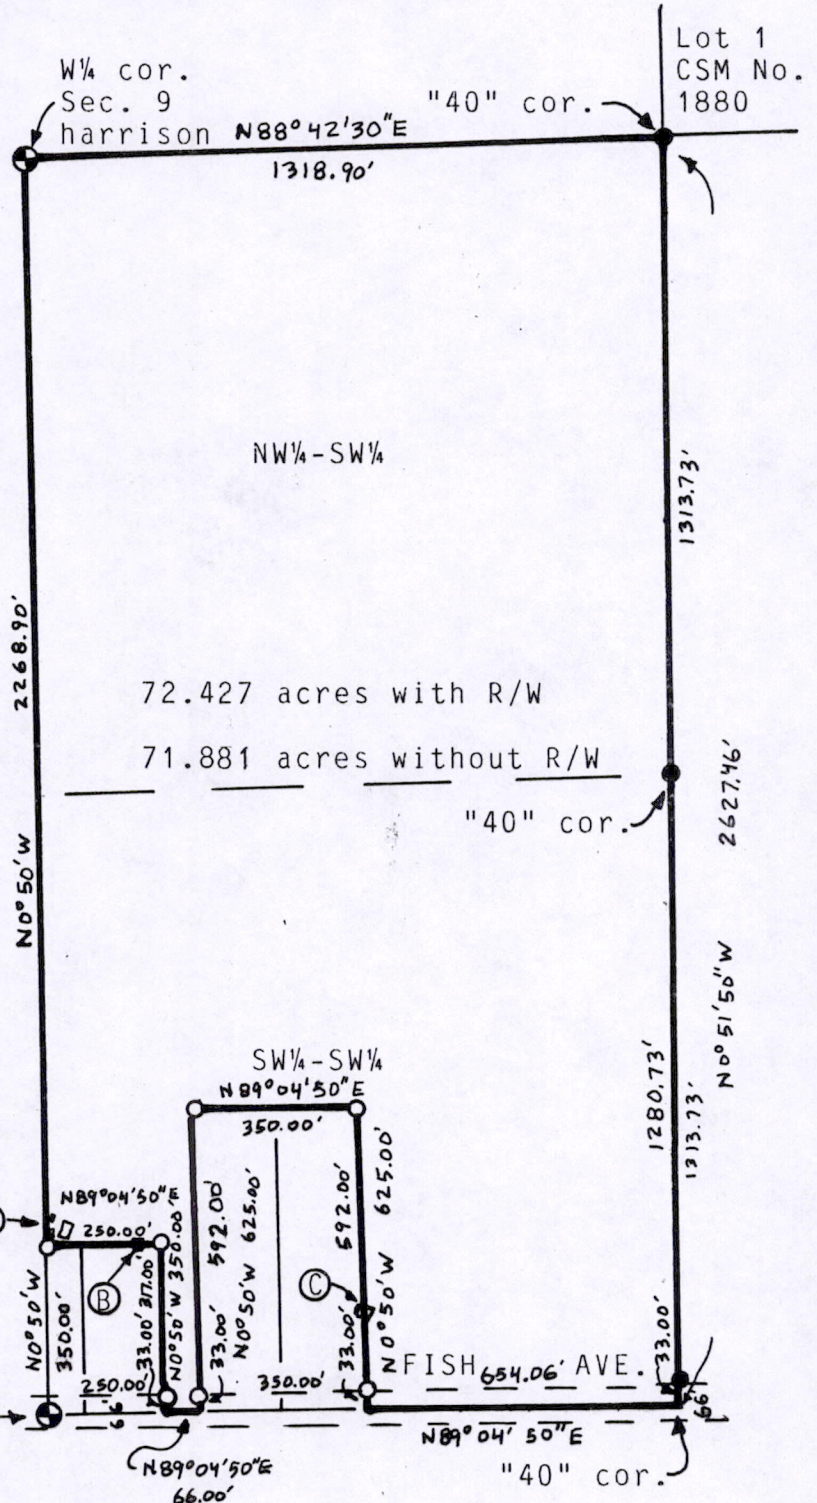 Lot 1
CSM No.
1880
W¼ cor.
Sec. 9
harrison
"40" cor.
N88°42'30"E
1318.90'
NW¼-SW¼
1313.73'
2268.90'
N0°50'W
72.427 acres with R/W
71.881 acres without R/W
"40" cor.
2627.46'
N0°51'50"W
SW¼-SW¼
N89°04'50"E
350.00'
1280.73'
1313.73'
592.00'
625.00'
N0°50'W
592.00'
625.00'
N0°50'W
N89°04'50"E
250.00'
B
C
N0°50'W
350.00'
317.00
33.00'
N0°50'W 350.00'
33.00'
33.00'
33.00'
250.00'
350.00'
FISH AVE.
654.06'
66'
66'
N89°04'50"E
N89°04'50"E
66.00'
"40" cor.